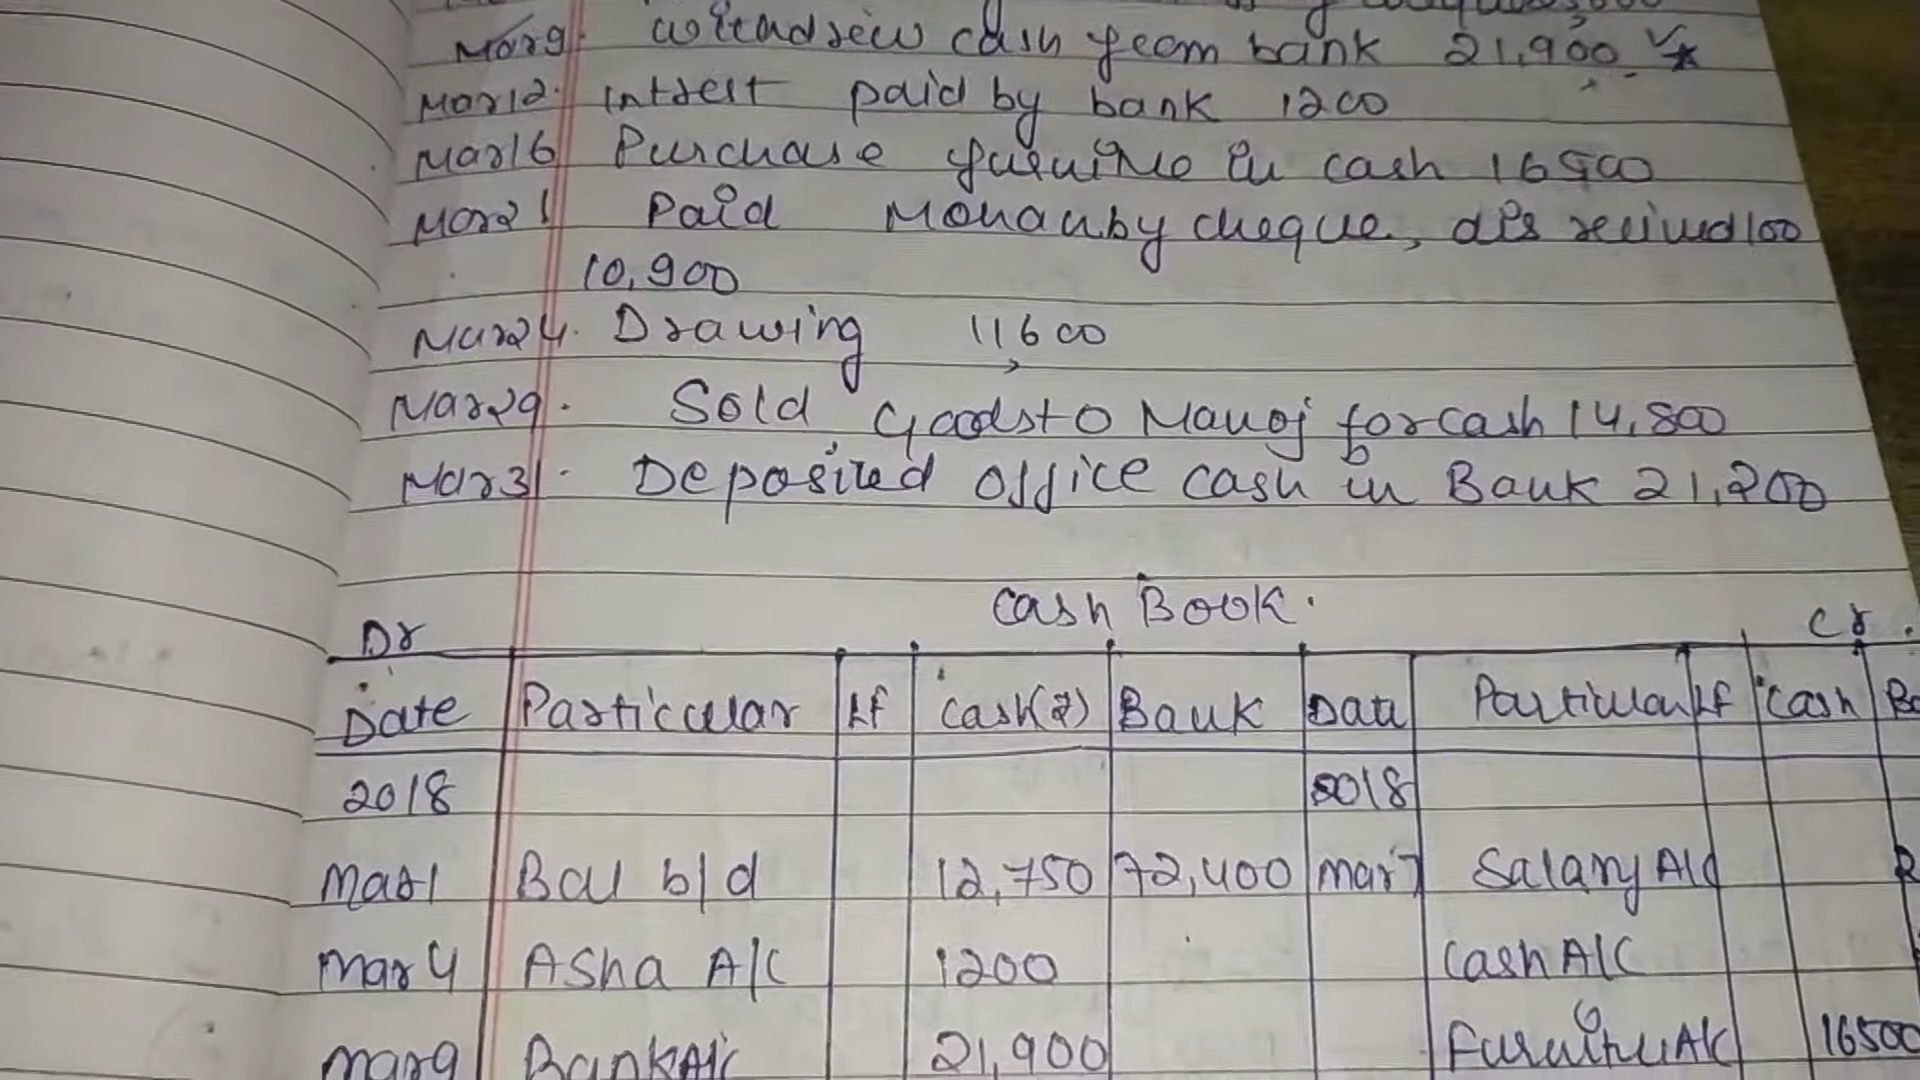 Mar9. witadrew cash from bank 21,900
Mar12. intrest paid by bank 1200
Mar16 Purchase furniture in cash 16500
Mar21 Paid Mohan by cheque, dis reciived 100
10,900
Mar24. Drawing 11600
Mar29. Sold Goods to Manoj for cash 14,800
Mar31. Deposited office cash in Bank 21,200
Cash Book.
Dr Cr.
Date Particular Lf Cash(₹) Bank Date Particular Lf Cash
2018 2018
Mar1 Bal b/d 12,750 72,400 Mar7 Salary A/c
Mar4 Asha A/C 1200 Cash A/C
Mar9 Bank A/c 21,900 Furniture A/c 16500